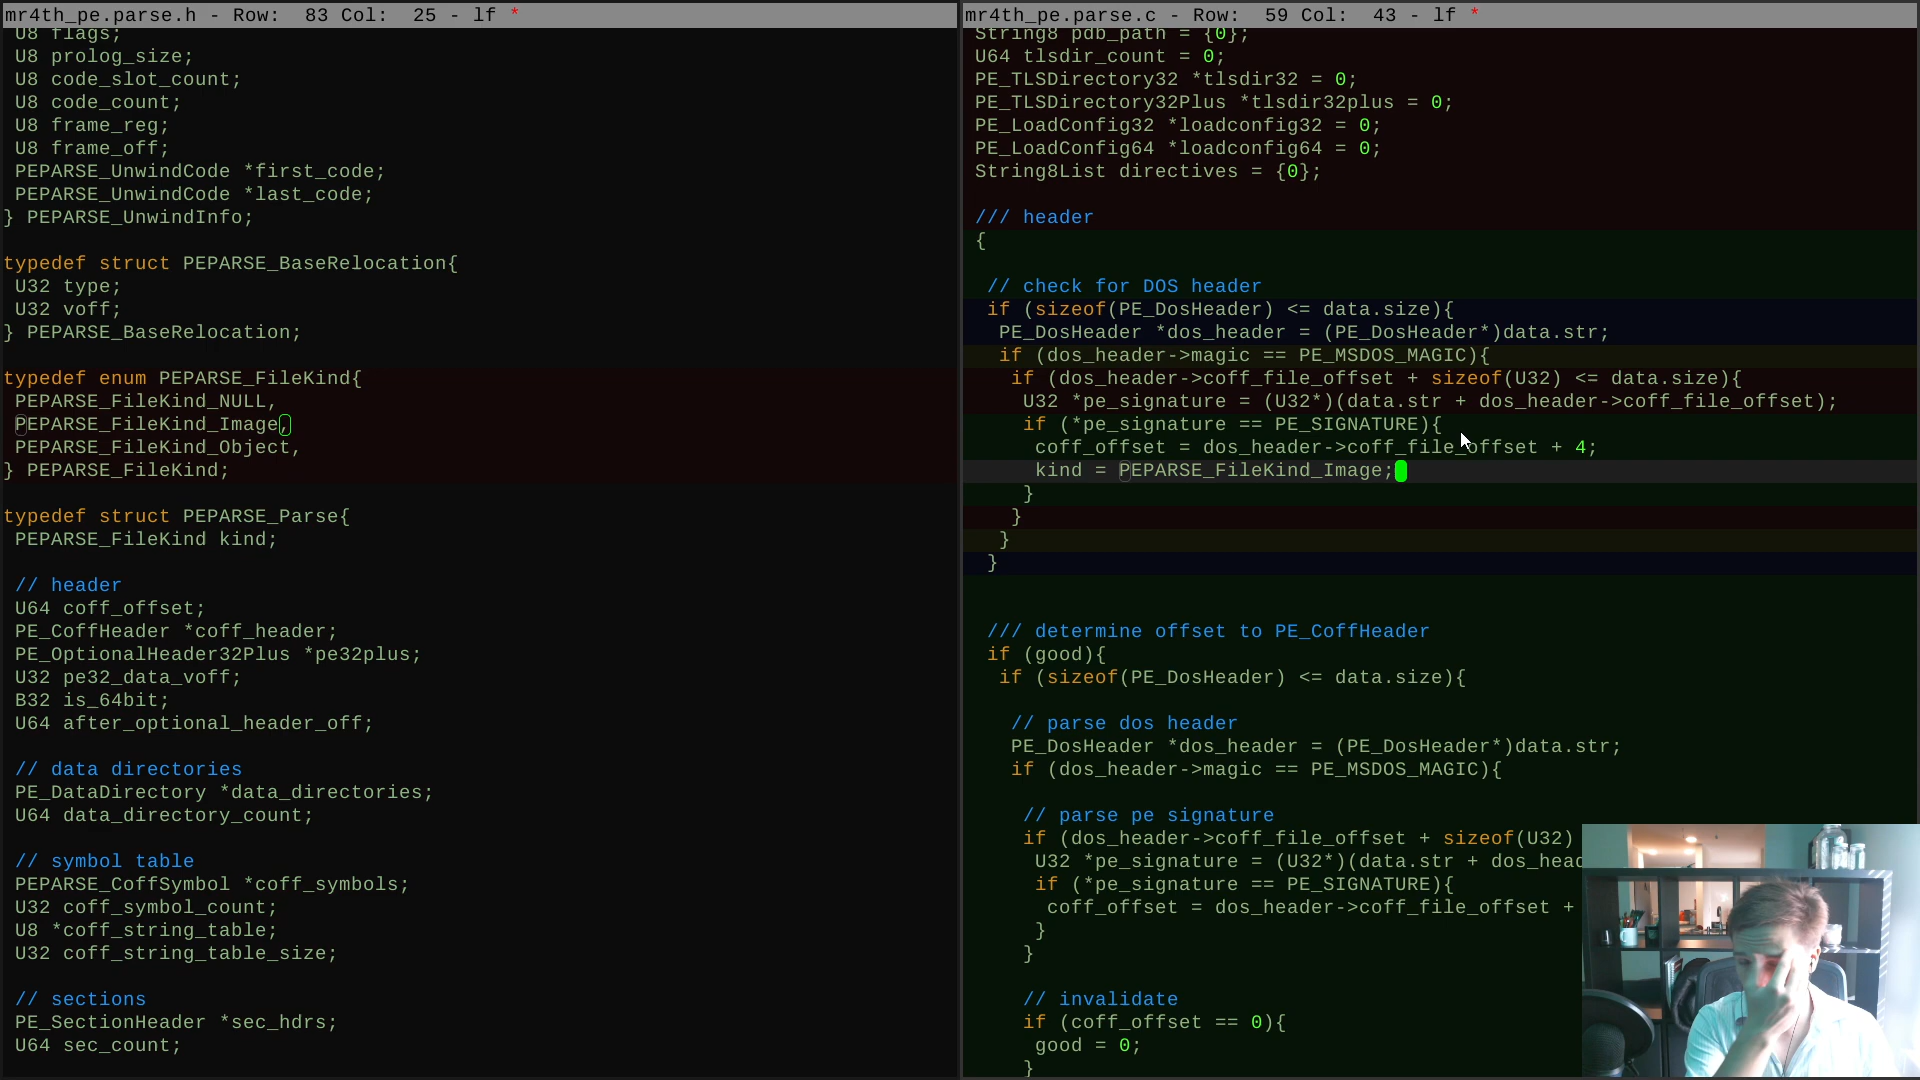 mr4th_pe.parse.h - Row:  83 Col:  25 - lf *
U8 flags;
U8 prolog_size;
U8 code_slot_count;
U8 code_count;
U8 frame_reg;
U8 frame_off;
PEPARSE_UnwindCode *first_code;
PEPARSE_UnwindCode *last_code;
} PEPARSE_UnwindInfo;
typedef struct PEPARSE_BaseRelocation{
U32 type;
U32 voff;
} PEPARSE_BaseRelocation;
typedef enum PEPARSE_FileKind{
PEPARSE_FileKind_NULL,
PEPARSE_FileKind_Image,
PEPARSE_FileKind_Object,
} PEPARSE_FileKind;
typedef struct PEPARSE_Parse{
PEPARSE_FileKind kind;
// header
U64 coff_offset;
PE_CoffHeader *coff_header;
PE_OptionalHeader32Plus *pe32plus;
U32 pe32_data_voff;
B32 is_64bit;
U64 after_optional_header_off;
// data directories
PE_DataDirectory *data_directories;
U64 data_directory_count;
// symbol table
PEPARSE_CoffSymbol *coff_symbols;
U32 coff_symbol_count;
U8 *coff_string_table;
U32 coff_string_table_size;
// sections
PE_SectionHeader *sec_hdrs;
U64 sec_count;
mr4th_pe.parse.c - Row:  59 Col:  43 - lf *
String8 pdb_path = {0};
U64 tlsdir_count = 0;
PE_TLSDirectory32 *tlsdir32 = 0;
PE_TLSDirectory32Plus *tlsdir32plus = 0;
PE_LoadConfig32 *loadconfig32 = 0;
PE_LoadConfig64 *loadconfig64 = 0;
String8List directives = {0};
/// header
{
// check for DOS header
if (sizeof(PE_DosHeader) <= data.size){
PE_DosHeader *dos_header = (PE_DosHeader*)data.str;
if (dos_header->magic == PE_MSDOS_MAGIC){
if (dos_header->coff_file_offset + sizeof(U32) <= data.size){
U32 *pe_signature = (U32*)(data.str + dos_header->coff_file_offset);
if (*pe_signature == PE_SIGNATURE){
coff_offset = dos_header->coff_file_offset + 4;
kind = PEPARSE_FileKind_Image;
}
}
}
}
/// determine offset to PE_CoffHeader
if (good){
if (sizeof(PE_DosHeader) <= data.size){
// parse dos header
PE_DosHeader *dos_header = (PE_DosHeader*)data.str;
if (dos_header->magic == PE_MSDOS_MAGIC){
// parse pe signature
if (dos_header->coff_file_offset + sizeof(U32)
U32 *pe_signature = (U32*)(data.str + dos_head
if (*pe_signature == PE_SIGNATURE){
coff_offset = dos_header->coff_file_offset +
}
}
// invalidate
if (coff_offset == 0){
good = 0;
}